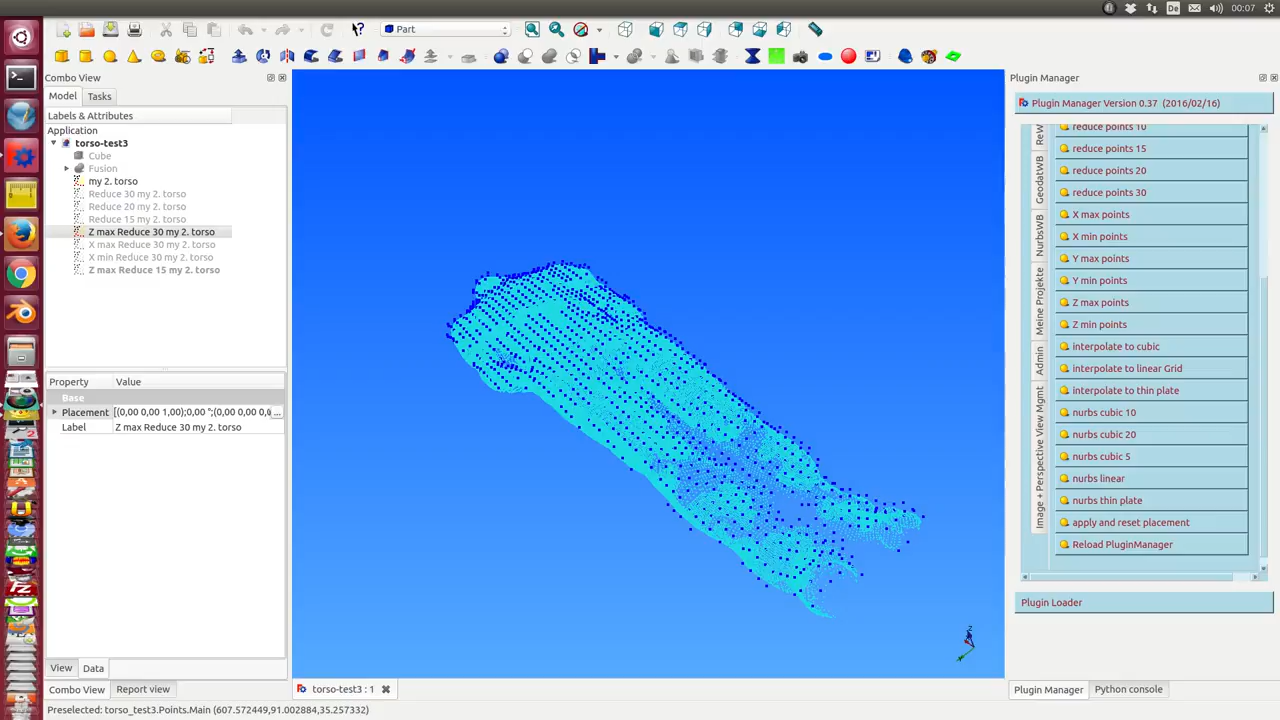 De
00:07
Part
Combo View
Plugin Manager
Model
Tasks
Plugin Manager Version 0.37 (2016/02/16)
Labels & Attributes
Application
torso-test3
Cube
Fusion
my 2. torso
Reduce 30 my 2. torso
Reduce 20 my 2. torso
Reduce 15 my 2. torso
Z max Reduce 30 my 2. torso
X max Reduce 30 my 2. torso
X min Reduce 30 my 2. torso
Z max Reduce 15 my 2. torso
GeodatWB
NurbsWB
Meine Projekte
Admin
Image + Perspective View Mgmt
reduce points 10
reduce points 15
reduce points 20
reduce points 30
X max points
X min points
Y max points
Y min points
Z max points
Z min points
interpolate to cubic
interpolate to linear Grid
interpolate to thin plate
nurbs cubic 10
nurbs cubic 20
nurbs cubic 5
nurbs linear
nurbs thin plate
apply and reset placement
Reload PluginManager
Plugin Loader
Property Value
Base
Placement [(0,00 0,00 1,00);0,00 °;(0,00 0,00 0,0 ...
Label Z max Reduce 30 my 2. torso
Z
View
Data
Combo View
Report view
torso-test3 : 1
Plugin Manager
Python console
Preselected: torso_test3.Points.Main (607.572449,91.002884,35.257332)